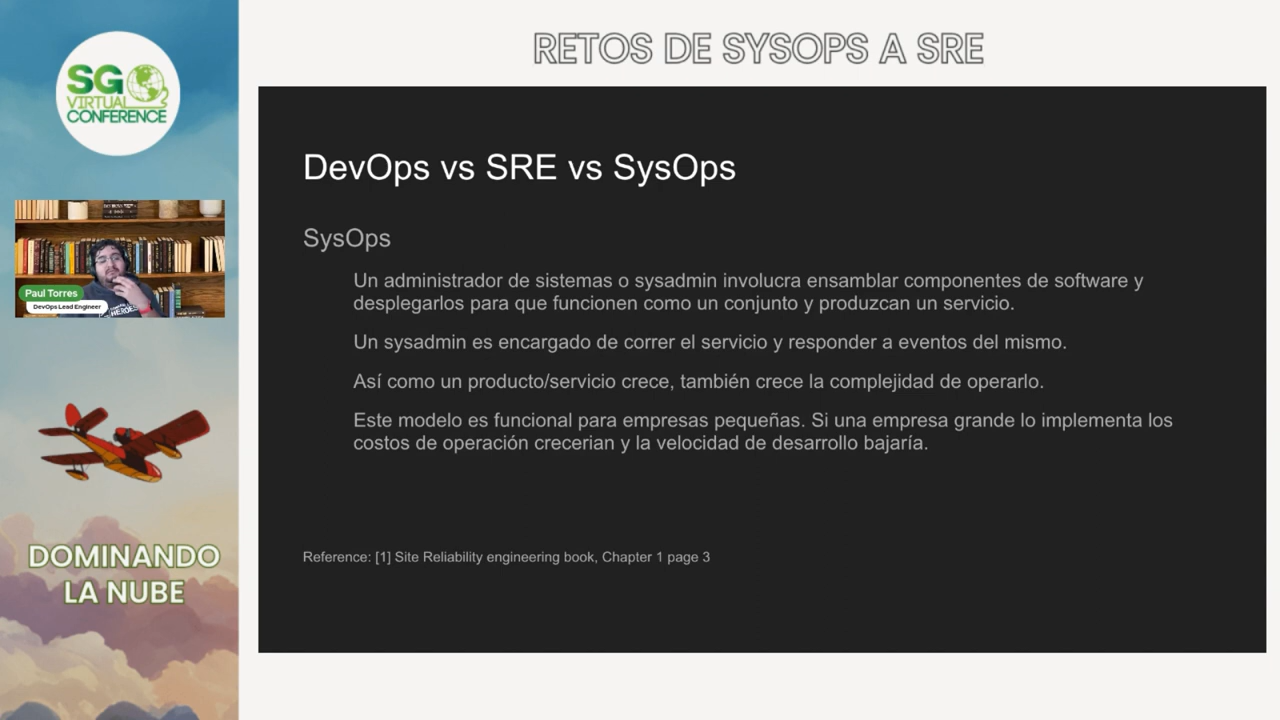 SG
VIRTUAL
CONFERENCE
Paul Torres
DevOps Lead Engineer
DOMINANDO
LA NUBE
RETOS DE SYSOPS A SRE
DevOps vs SRE vs SysOps
SysOps
Un administrador de sistemas o sysadmin involucra ensamblar componentes de software y
desplegarlos para que funcionen como un conjunto y produzcan un servicio.
Un sysadmin es encargado de correr el servicio y responder a eventos del mismo.
Así como un producto/servicio crece, también crece la complejidad de operarlo.
Este modelo es funcional para empresas pequeñas. Si una empresa grande lo implementa los
costos de operación crecerian y la velocidad de desarrollo bajaría.
Reference: [1] Site Reliability engineering book, Chapter 1 page 3